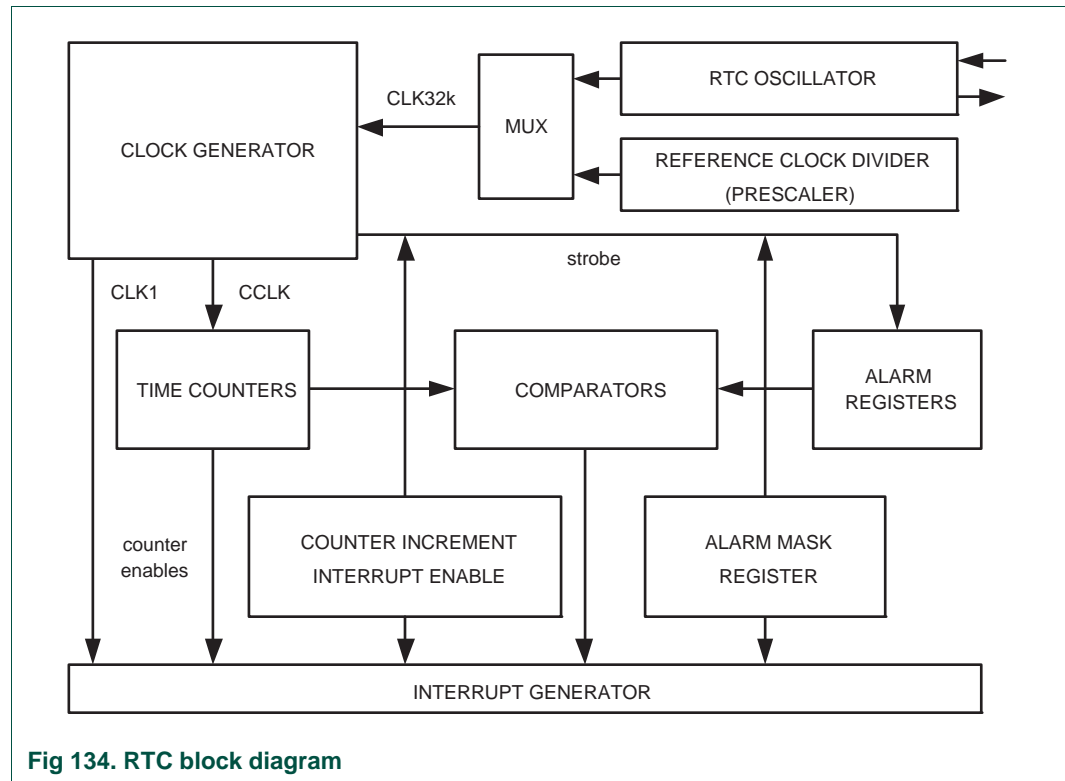 RTC OSCILLATOR
CLK32k
MUX
CLOCK GENERATOR
REFERENCE CLOCK DIVIDER
(PRESCALER)
strobe
CLK1
CCLK
TIME COUNTERS
COMPARATORS
ALARM
REGISTERS
counter
enables
COUNTER INCREMENT
INTERRUPT ENABLE
ALARM MASK
REGISTER
INTERRUPT GENERATOR
Fig 134. RTC block diagram